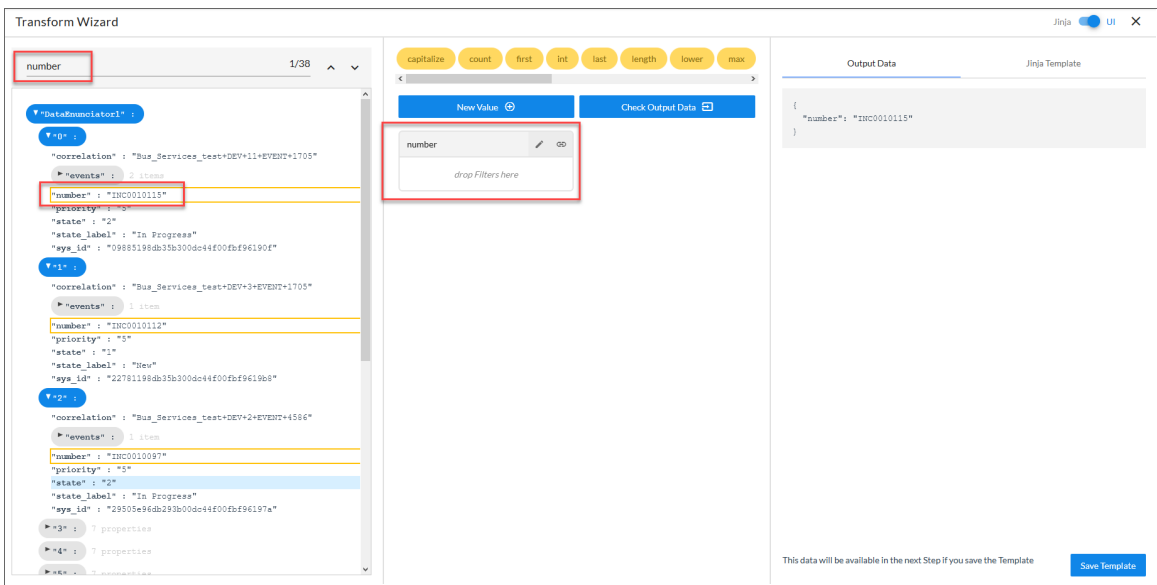 Transform Wizard
Jinja UI
number 1/38
"DataEnunciator1" :
"0" :
"correlation" : "Bus_Services_test+DEV+11+EVENT+1705"
"events" : 2 items
"number" : "INC0010115"
"priority" : "5"
"state" : "2"
"state_label" : "In Progress"
"sys_id" : "09885198db35b300dc44f00fbf96190f"
"1" :
"correlation" : "Bus_Services_test+DEV+3+EVENT+1705"
"events" : 1 item
"number" : "INC0010112"
"priority" : "5"
"state" : "1"
"state_label" : "New"
"sys_id" : "22781198db35b300dc44f00fbf9619b8"
"2" :
"correlation" : "Bus_Services_test+DEV+2+EVENT+4586"
"events" : 1 item
"number" : "INC0010097"
"priority" : "5"
"state" : "2"
"state_label" : "In Progress"
"sys_id" : "29505e96db293b00dc44f00fbf96197a"
"3" : 7 properties
"4" : 7 properties
"5" : 7 properties
capitalize count first int last length lower max
New Value Check Output Data
number
drop Filters here
Output Data Jinja Template
{
"number": "INC0010115"
}
This data will be available in the next Step if you save the Template
Save Template